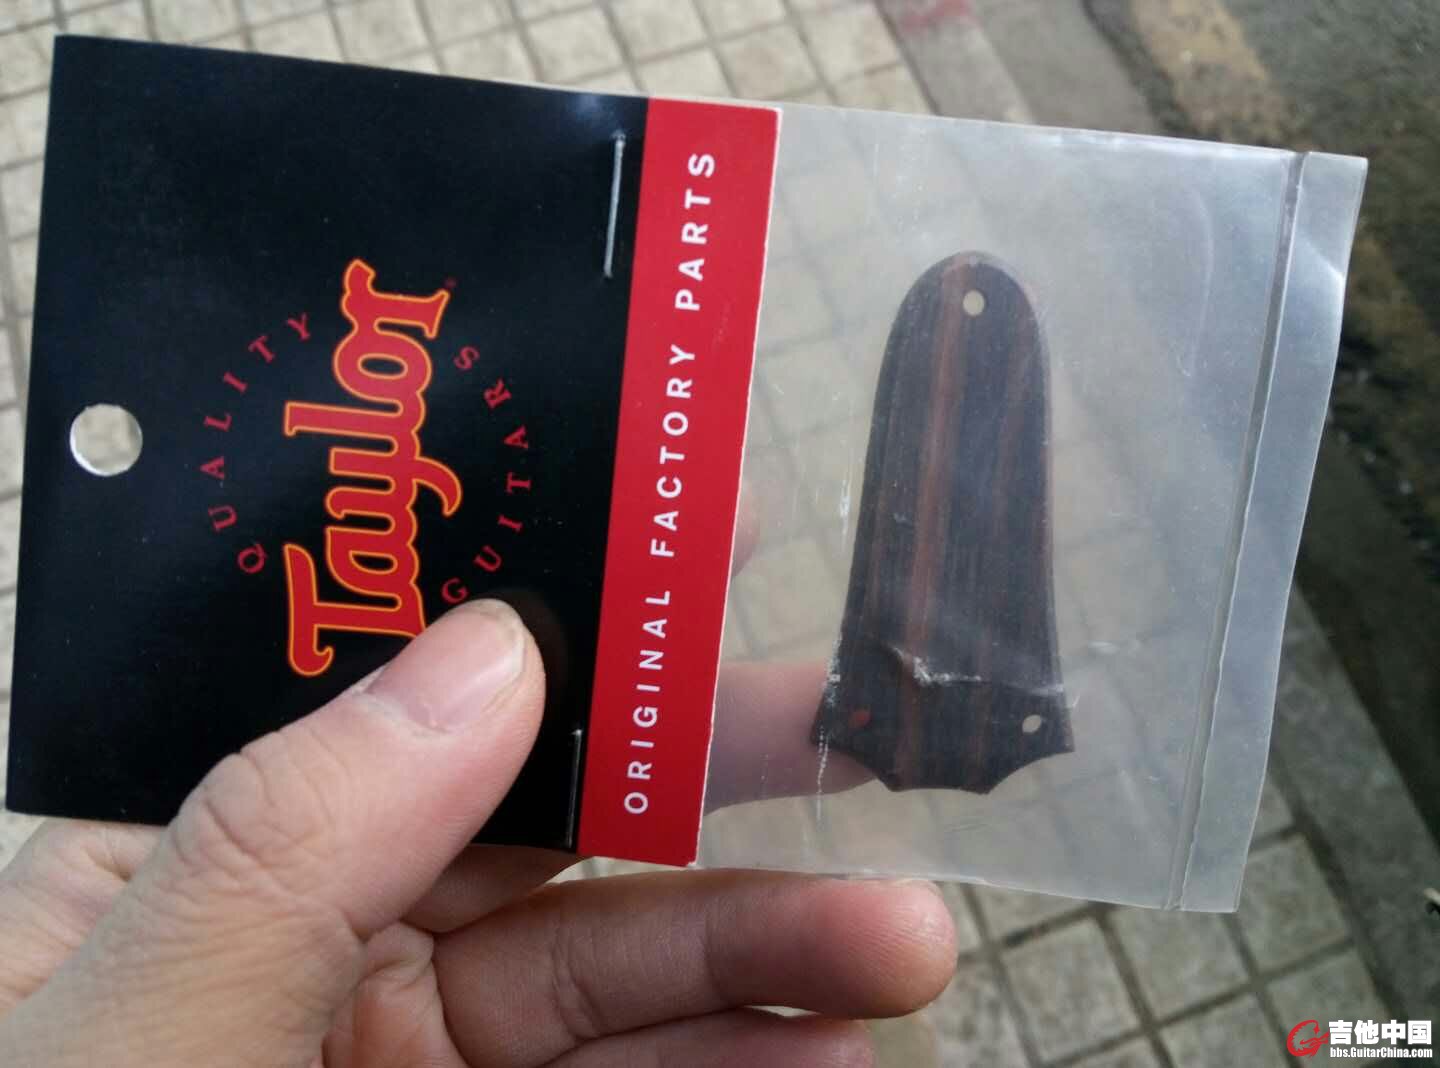 QUALITY
Taylor
GUITARS
ORIGINAL FACTORY PARTS
吉他中国
bbs.GuitarChina.com